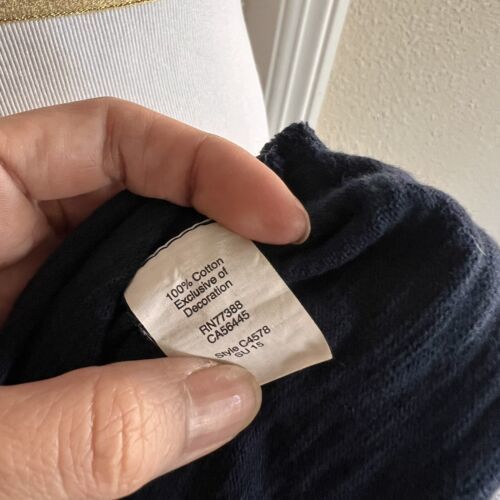 100% Cotton
Exclusive of
Decoration
RN77388
CA56445
Style C4578
SU 15